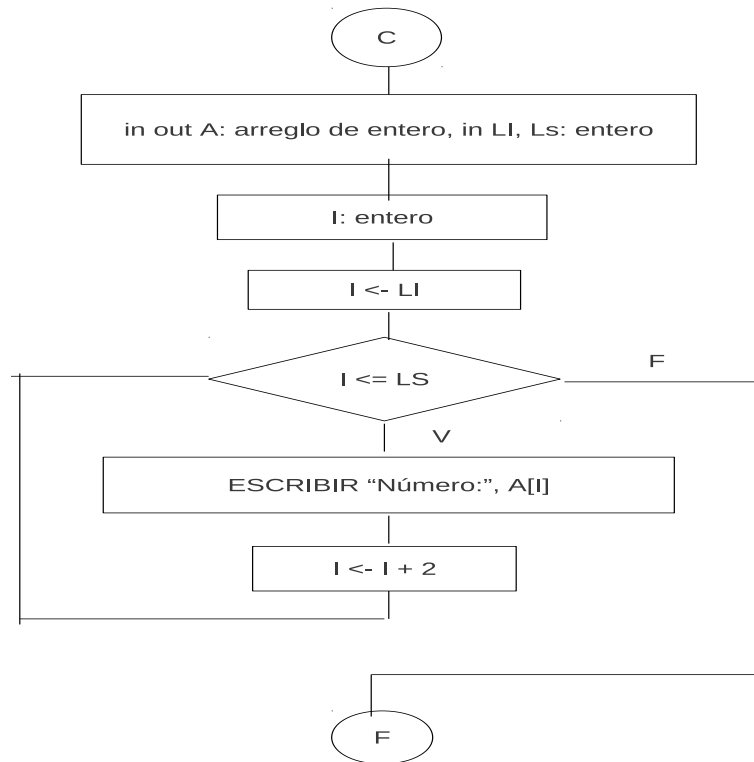 C
in out A: arreglo de entero, in LI, Ls: entero
I: entero
I <- LI
I <= LS
F
V
ESCRIBIR “Número:”, A[I]
I <- I + 2
F